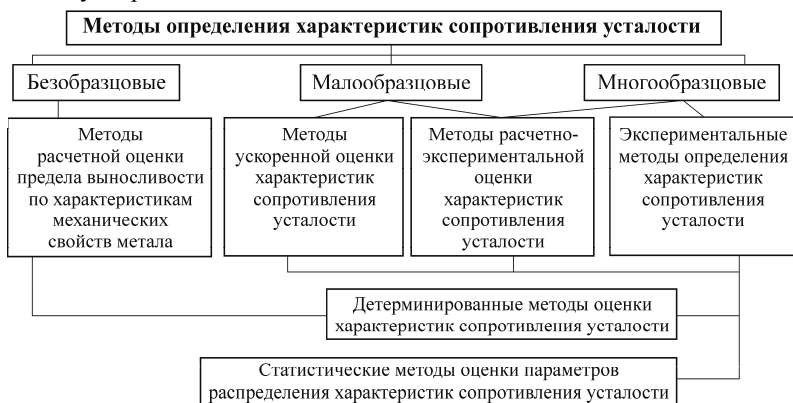 Методы определения характеристик сопротивления усталости
Безобразцовые
Малообразцовые
Многообразцовые
Методы
расчетной оценки
предела выносливости
по характеристикам
механических
свойств метала
Методы
ускоренной оценки
характеристик
сопротивления
усталости
Методы расчетно-
экспериментальной
оценки
характеристик
сопротивления
усталости
Экспериментальные
методы определения
характеристик
сопротивления
усталости
Детерминированные методы оценки
характеристик сопротивления усталости
Статистические методы оценки параметров
распределения характеристик сопротивления усталости